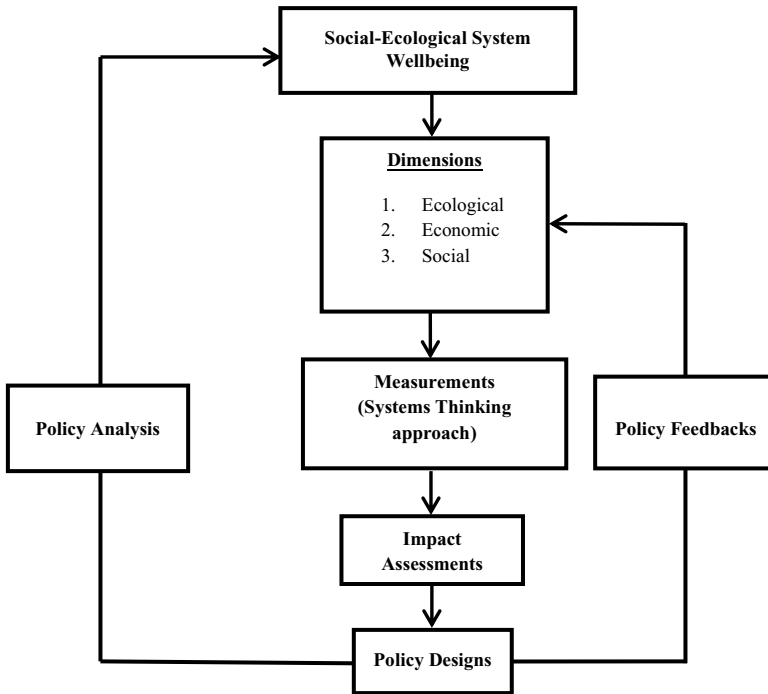 Social-Ecological System
Wellbeing
Dimensions
1. Ecological
2. Economic
3. Social
Measurements
(Systems Thinking
approach)
Policy Analysis
Policy Feedbacks
Impact
Assessments
Policy Designs